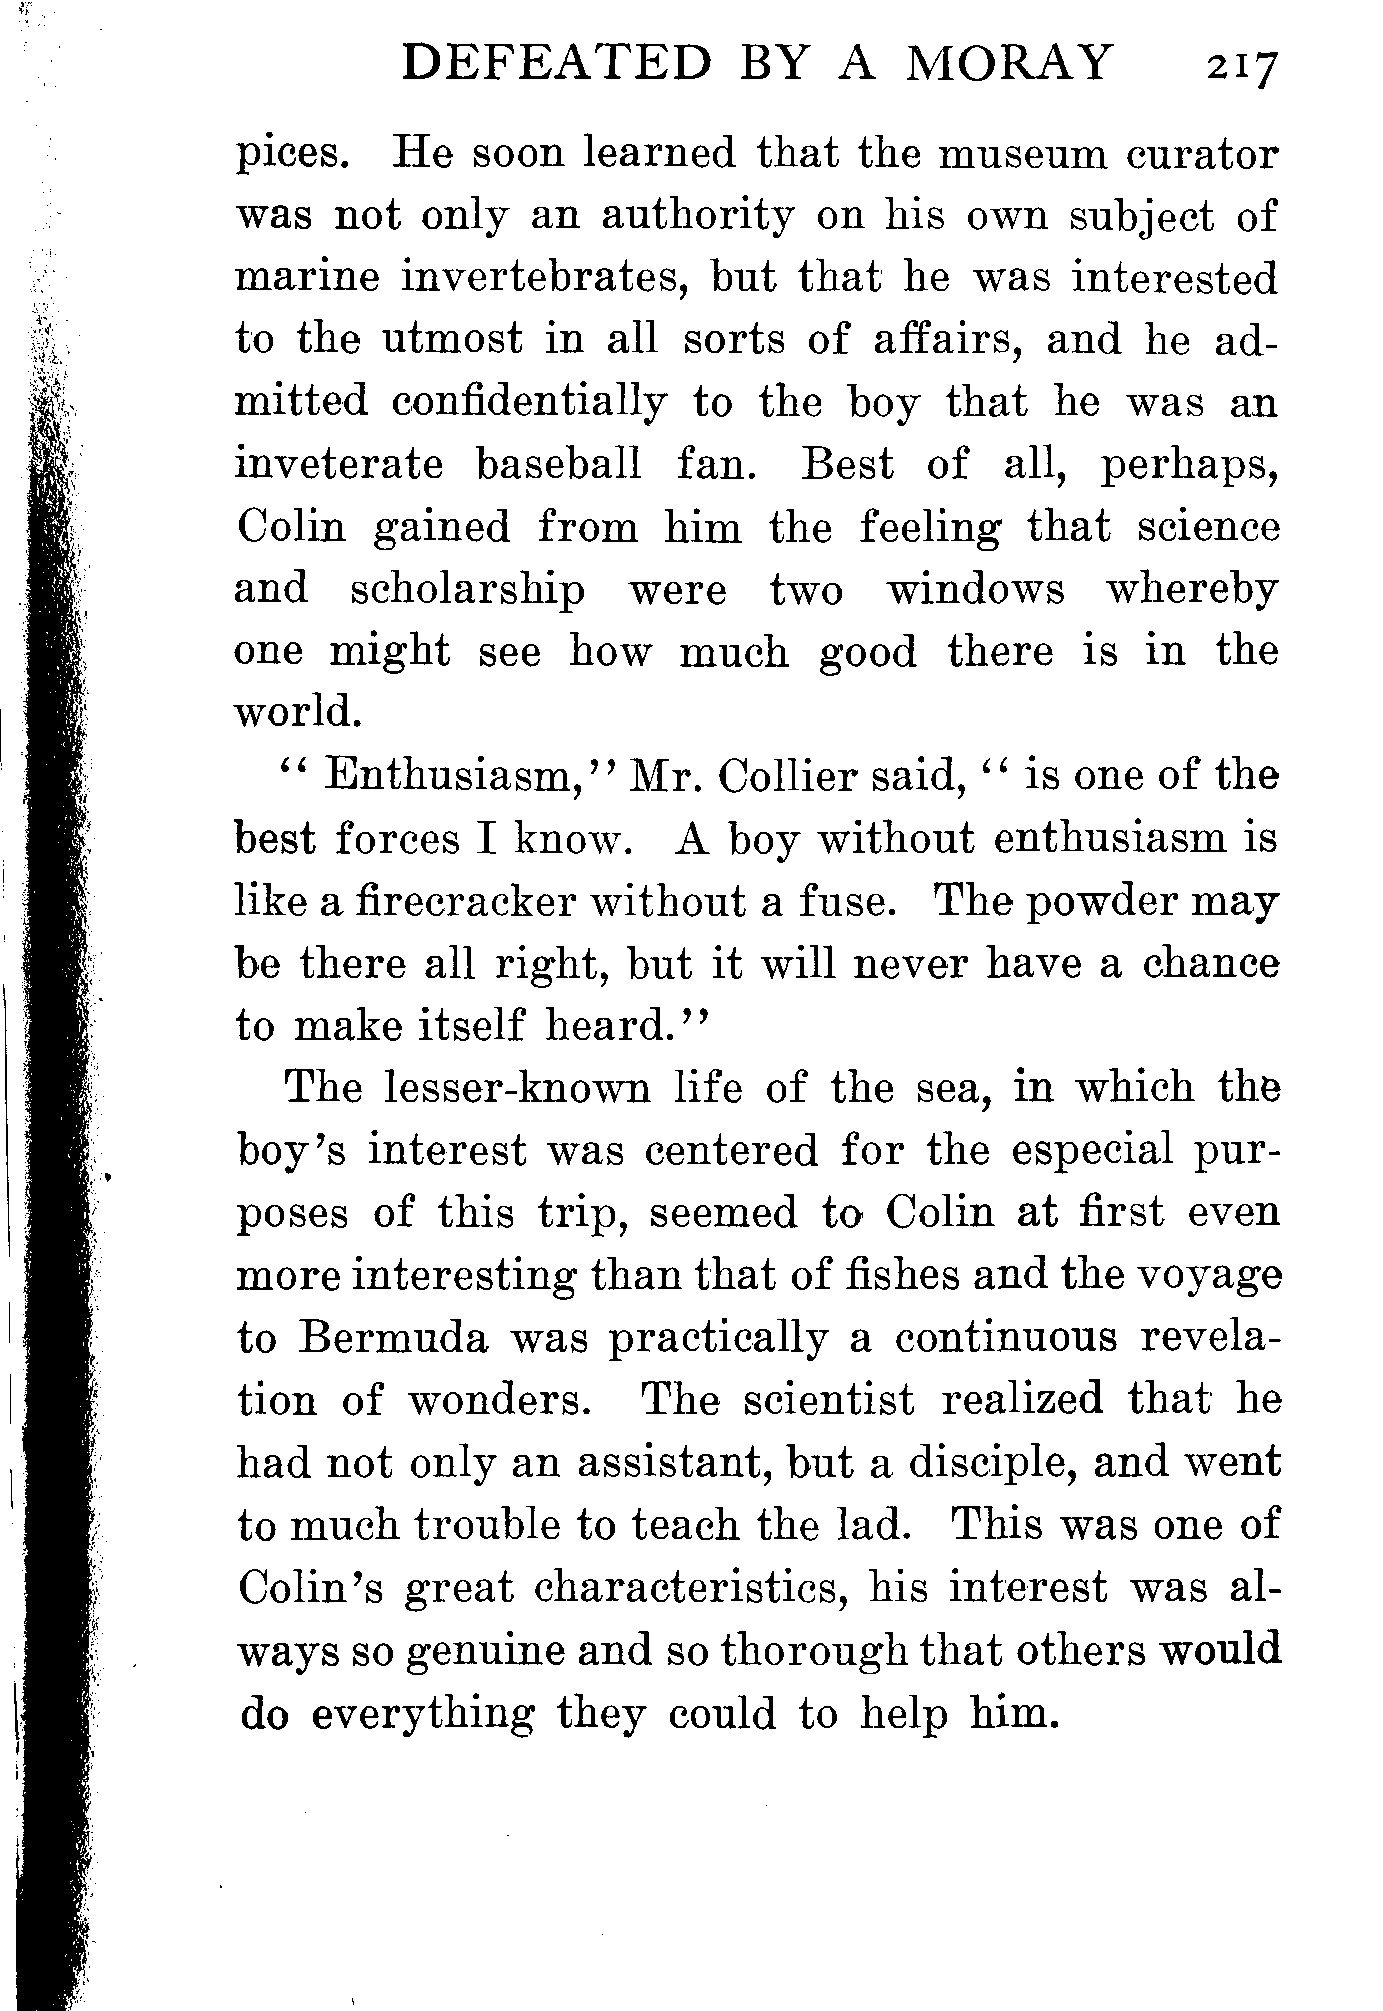 DEFEATED BY A MORAY 217
pices. He soon learned that the museum curator
was not only an authority on his own subject of
marine invertebrates, but that he was interested
to the utmost in all sorts of affairs, and he ad-
mitted confidentially to the boy that he was an
inveterate baseball fan. Best of all, perhaps,
Colin gained from him the feeling that science
and scholarship were two windows whereby
one might see how much good there is in the
world.
" Enthusiasm," Mr. Collier said, " is one of the
best forces I know. A boy without enthusiasm is
like a firecracker without a fuse. The powder may
be there all right, but it will never have a chance
to make itself heard."
The lesser-known life of the sea, in which the
boy's interest was centered for the especial pur-
poses of this trip, seemed to Colin at first even
more interesting than that of fishes and the voyage
to Bermuda was practically a continuous revela-
tion of wonders. The scientist realized that he
had not only an assistant, but a disciple, and went
to much trouble to teach the lad. This was one of
Colin's great characteristics, his interest was al-
ways so genuine and so thorough that others would
do everything they could to help him.